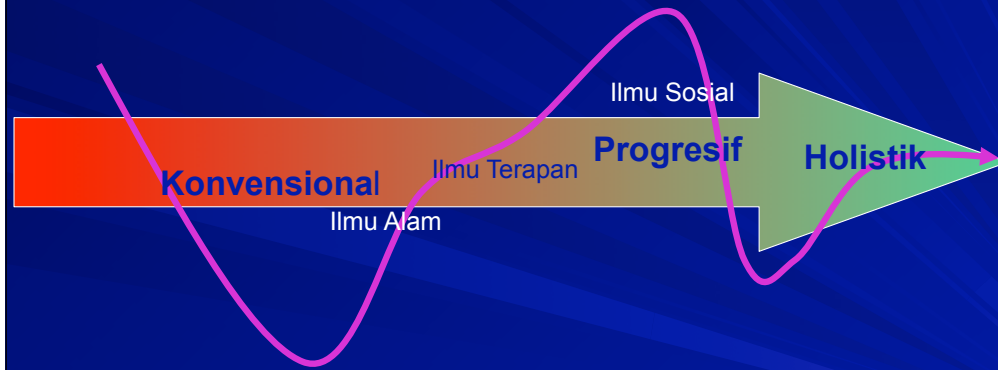 Ilmu Sosial
Progresif
Holistik
Ilmu Terapan
Konvensional
Ilmu Alam